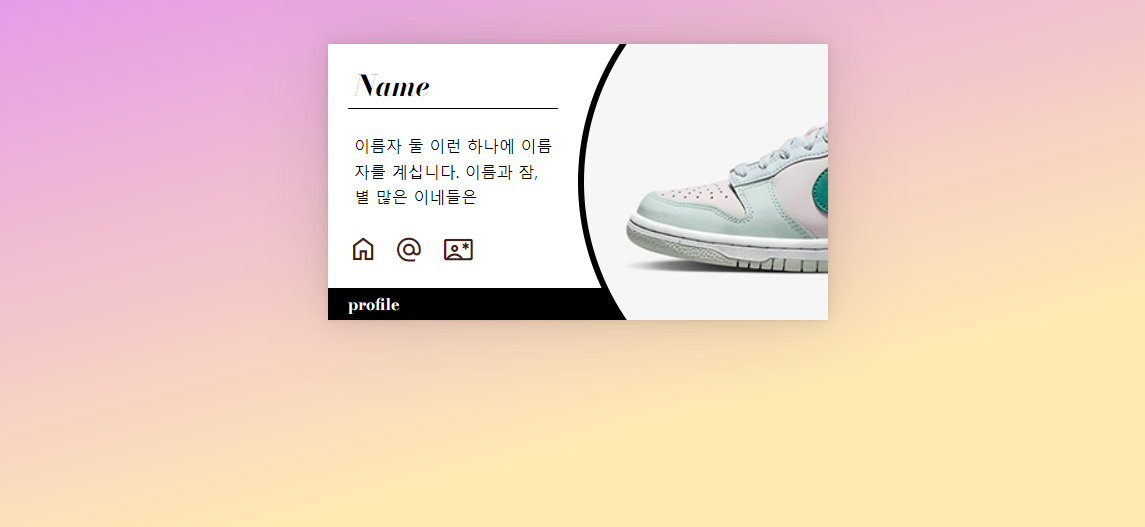 Name
이름자 둘 이런 하나에 이름
자를 계십니다. 이름과 잠,
별 많은 이네들은
profile